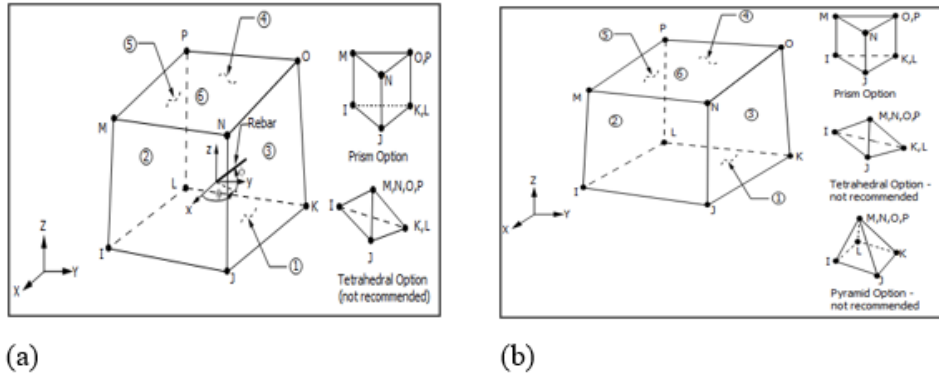 P
④
⑤
O
⑥
M
N
Rebar
②
③
Z
Y
X
L
K
I
J
①
Z
Y
X
M
O,P
N
I
K,L
J
Prism Option
M,N,O,P
I
K,L
J
Tetrahedral Option
(not recommended)
(a)
P
④
⑤
O
⑥
M
N
②
③
L
K
I
J
①
Z
Y
X
M
O,P
N
I
K,L
J
Prism Option
M,N,O,P
I
K,L
J
Tetrahedral Option -
not recommended
M,N,O,P
I
L
K
J
Pyramid Option -
not recommended
(b)